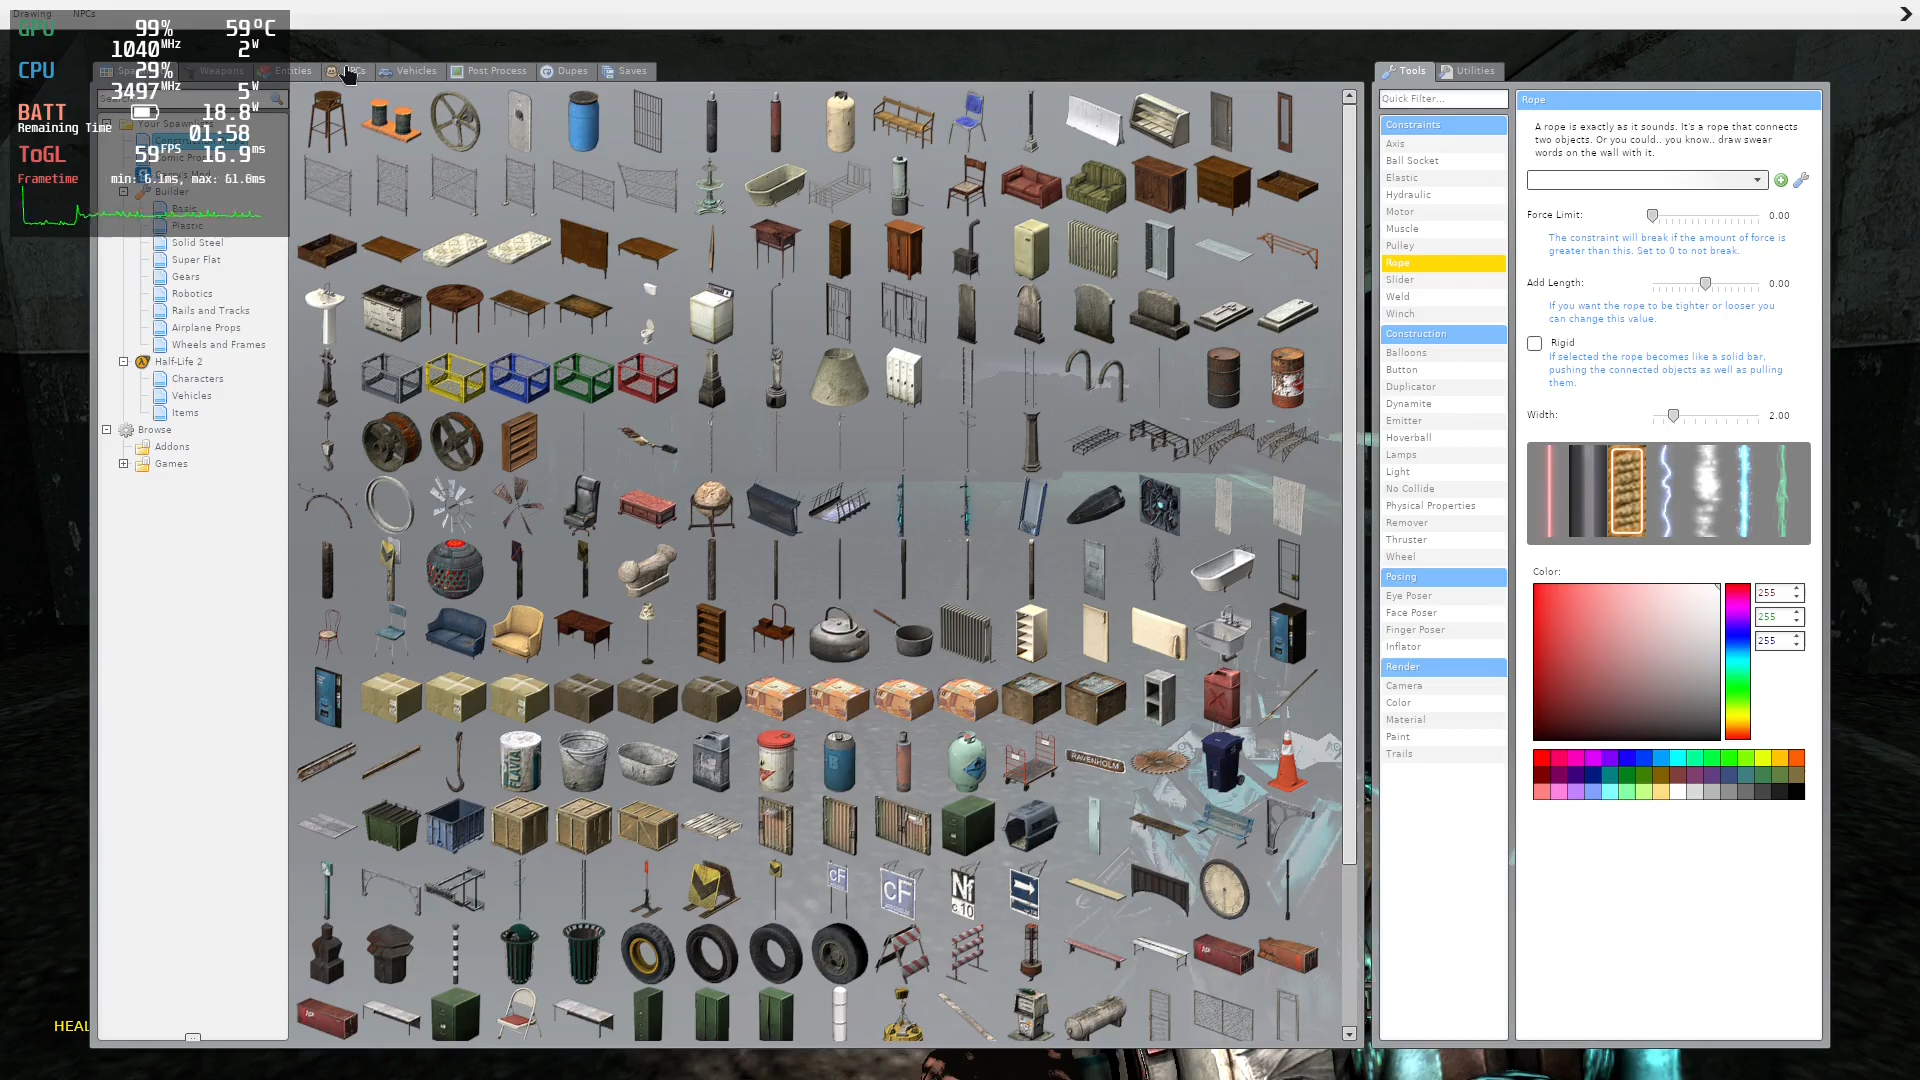 Drawing NPCs
GPU 99% 59°C
1040MHz 2W
CPU 29%
3497MHz 5W
BATT 18.8W
Remaining Time 01:58
ToGL 59FPS 16.9ms
Frametime min: 6.1ms, max: 61.0ms
Weapons Entities NPCs Vehicles Post Process Dupes Saves
Your Spawnlists
Builder
Basic
Plastic
Solid Steel
Super Flat
Gears
Robotics
Rails and Tracks
Airplane Props
Wheels and Frames
Half-Life 2
Characters
Vehicles
Items
Browse
Addons
Games
HEAL
RAVENHOLM
cF
cF
Nf
c 10
Tools Utilities
Quick Filter...
Constraints
Axis
Ball Socket
Elastic
Hydraulic
Motor
Muscle
Pulley
Rope
Slider
Weld
Winch
Construction
Balloons
Button
Duplicator
Dynamite
Emitter
Hoverball
Lamps
Light
No Collide
Physical Properties
Remover
Thruster
Wheel
Posing
Eye Poser
Face Poser
Finger Poser
Inflator
Render
Camera
Color
Material
Paint
Trails
Rope
A rope is exactly as it sounds. It's a rope that connects
two objects. Or you could.. you know.. draw swear
words on the wall with it.
Force Limit: 0.00
The constraint will break if the amount of force is
greater than this. Set to 0 to not break.
Add Length: 0.00
If you want the rope to be tighter or looser you
can change this value.
Rigid
If selected the rope becomes like a solid bar,
pushing the connected objects as well as pulling
them.
Width: 2.00
Color:
255
255
255